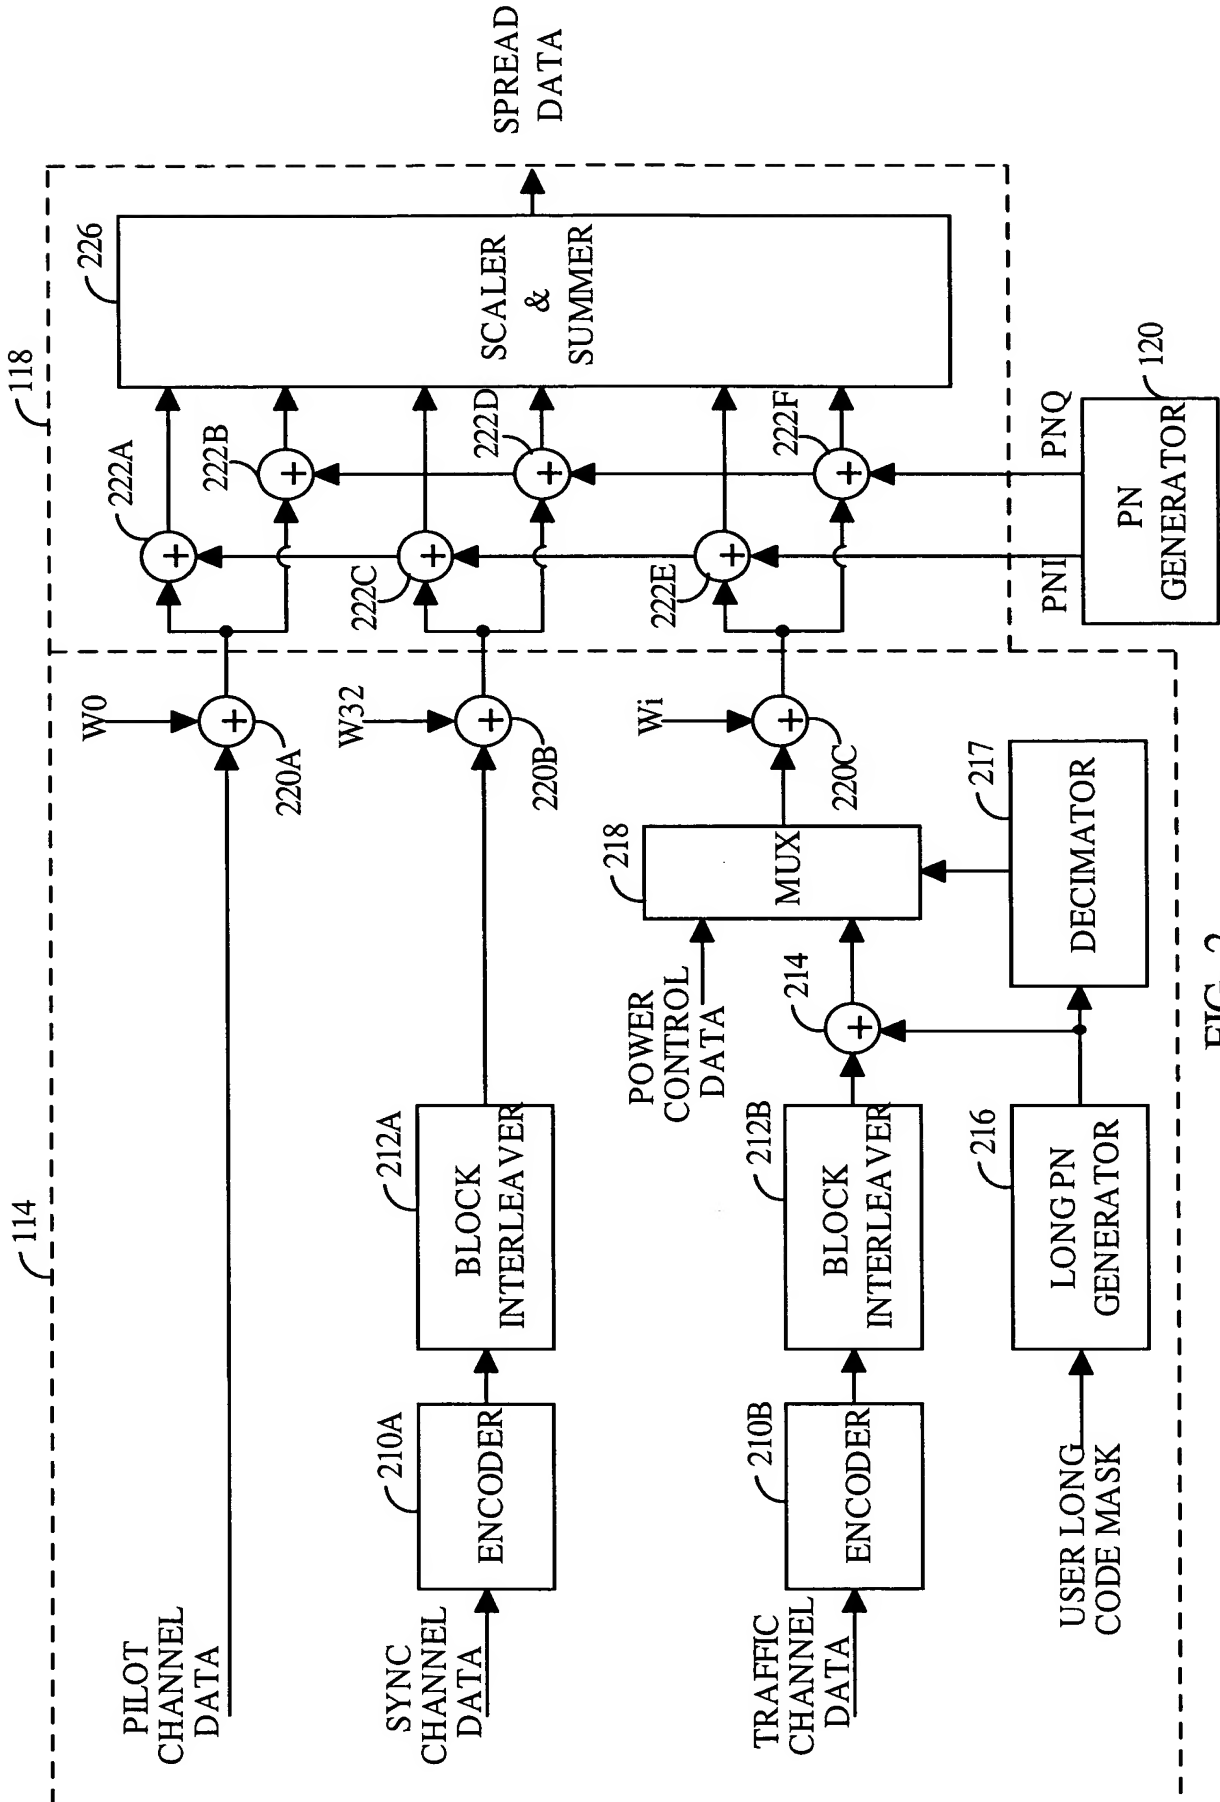 114
118
PILOT
CHANNEL
DATA
W0
220A
222A
222B
226
SCALER
&
SUMMER
SPREAD
DATA
SYNC
CHANNEL
DATA
210A
ENCODER
212A
BLOCK
INTERLEAVER
W32
220B
222C
222D
TRAFFIC
CHANNEL
DATA
210B
ENCODER
212B
BLOCK
INTERLEAVER
214
POWER
CONTROL
DATA
218
MUX
Wi
220C
222E
222F
USER LONG
CODE MASK
216
LONG PN
GENERATOR
217
DECIMATOR
PNI
PNQ
120
PN
GENERATOR